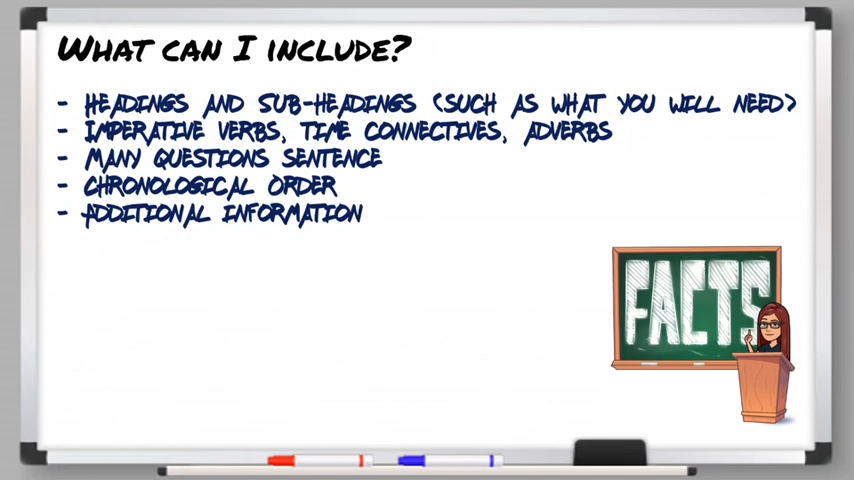 WHAT CAN I INCLUDE?
- HEADINGS AND SUB-HEADINGS (SUCH AS WHAT YOU WILL NEED)
- IMPERATIVE VERBS, TIME CONNECTIVES, ADVERBS
- MANY QUESTIONS SENTENCE
- CHRONOLOGICAL ORDER
- ADDITIONAL INFORMATION
FACTS